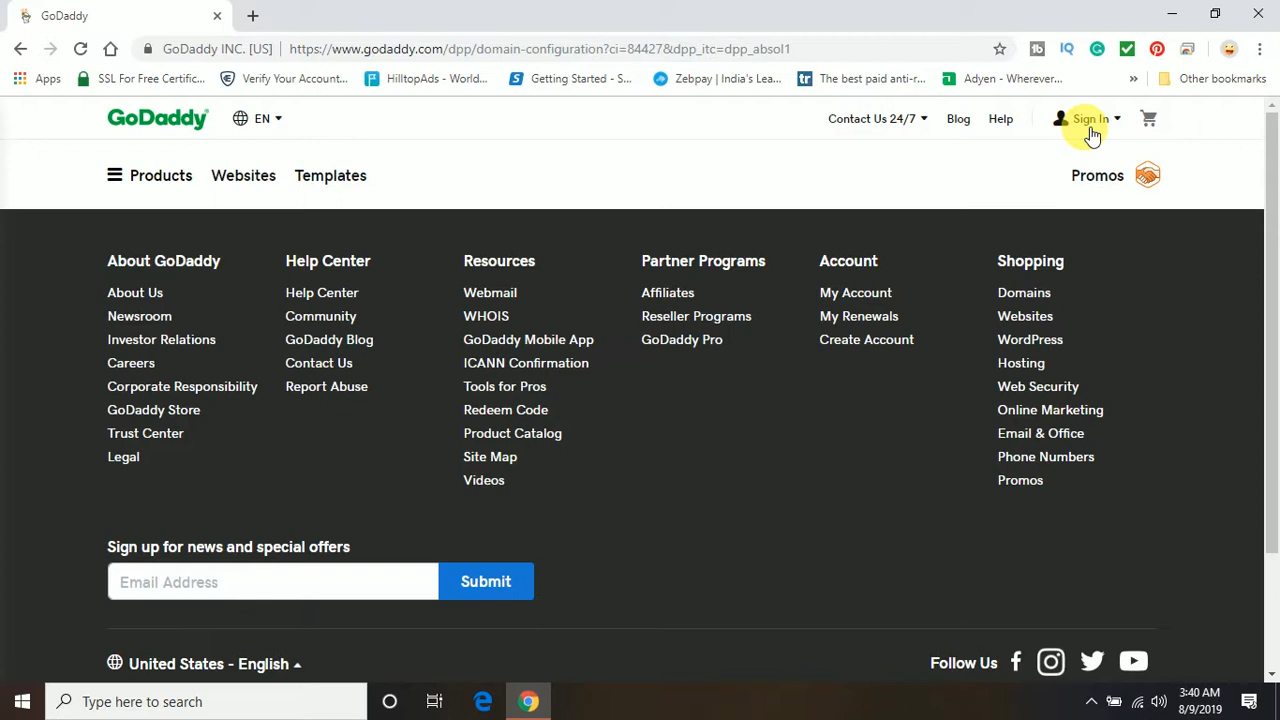 GoDaddy
GoDaddy INC. [US] https://www.godaddy.com/dpp/domain-configuration?ci=84427&dpp_itc=dpp_absol1
Apps SSL For Free Certific... Verify Your Account... HilltopAds - World... Getting Started - S... Zebpay | India's Lea... tr The best paid anti-r... Adyen - Wherever... » Other bookmarks
GoDaddy EN Contact Us 24/7 Blog Help Sign In
Products Websites Templates Promos
About GoDaddy
About Us
Newsroom
Investor Relations
Careers
Corporate Responsibility
GoDaddy Store
Trust Center
Legal
Help Center
Help Center
Community
GoDaddy Blog
Contact Us
Report Abuse
Resources
Webmail
WHOIS
GoDaddy Mobile App
ICANN Confirmation
Tools for Pros
Redeem Code
Product Catalog
Site Map
Videos
Partner Programs
Affiliates
Reseller Programs
GoDaddy Pro
Account
My Account
My Renewals
Create Account
Shopping
Domains
Websites
WordPress
Hosting
Web Security
Online Marketing
Email & Office
Phone Numbers
Promos
Sign up for news and special offers
Email Address Submit
United States - English Follow Us
Type here to search 3:40 AM
8/9/2019